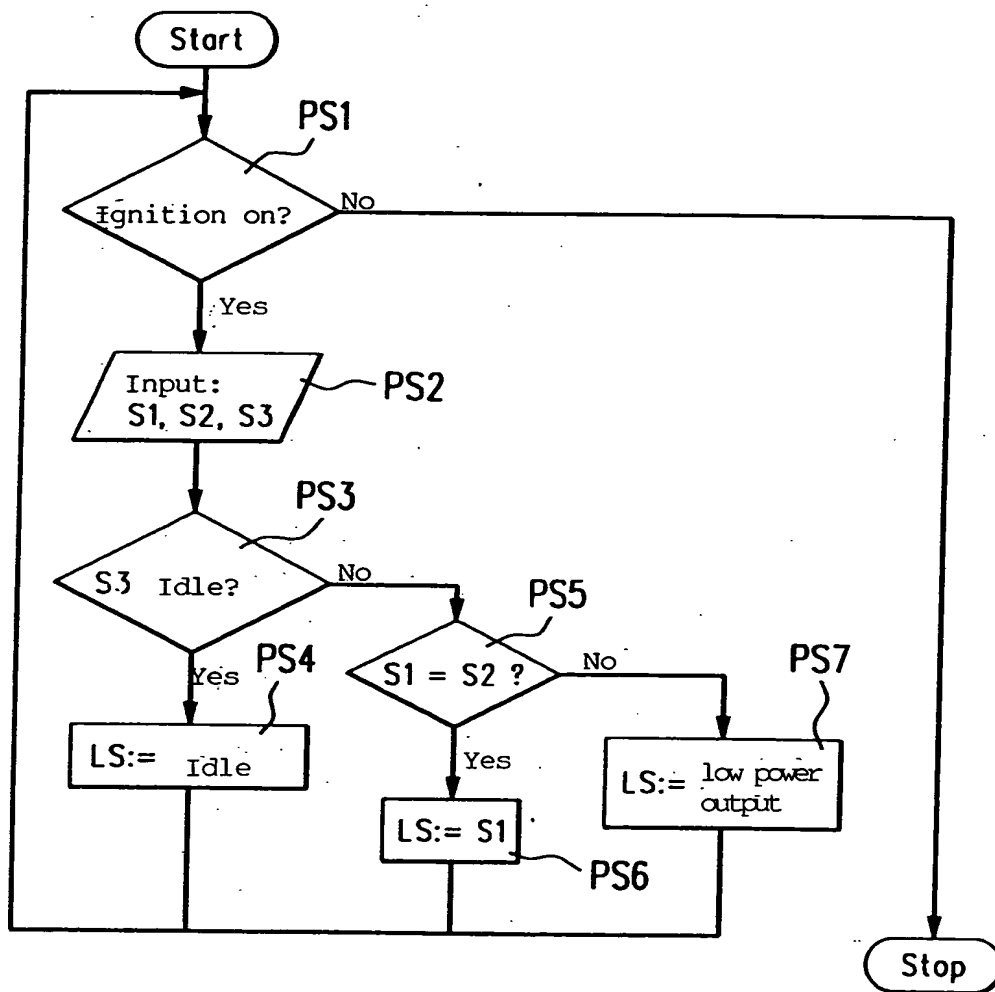 Start
PS1
Ignition on?
No
Yes
Input:
S1, S2, S3
PS2
PS3
S3 Idle?
No
Yes
PS4
LS:= Idle
PS5
S1 = S2 ?
No
Yes
LS:= S1
PS6
PS7
LS:= low power
output
Stop